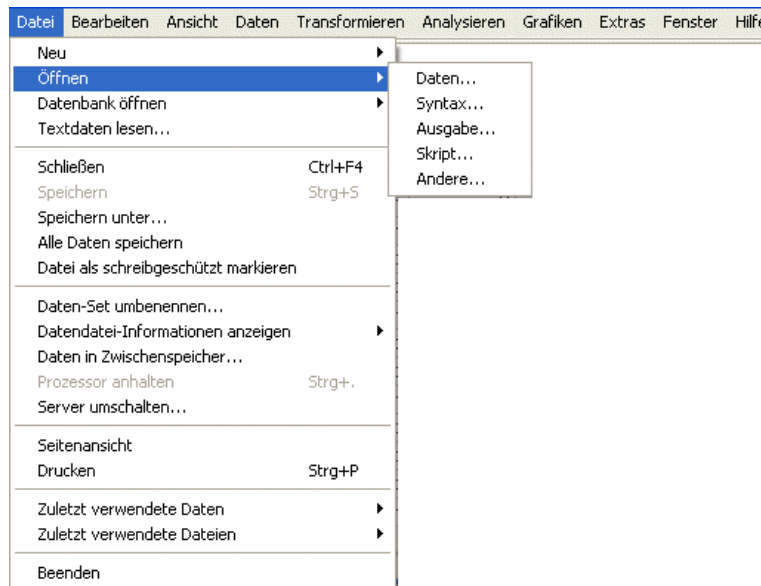 Datei Bearbeiten Ansicht Daten Transformieren Analysieren Grafiken Extras Fenster Hilfe
Neu
Öffnen
Datenbank öffnen
Textdaten lesen...
Schließen Ctrl+F4
Speichern Strg+S
Speichern unter...
Alle Daten speichern
Datei als schreibgeschützt markieren
Daten-Set umbenennen...
Datendatei-Informationen anzeigen
Daten in Zwischenspeicher...
Prozessor anhalten Strg+.
Server umschalten...
Seitenansicht
Drucken Strg+P
Zuletzt verwendete Daten
Zuletzt verwendete Dateien
Beenden
Daten...
Syntax...
Ausgabe...
Skript...
Andere...